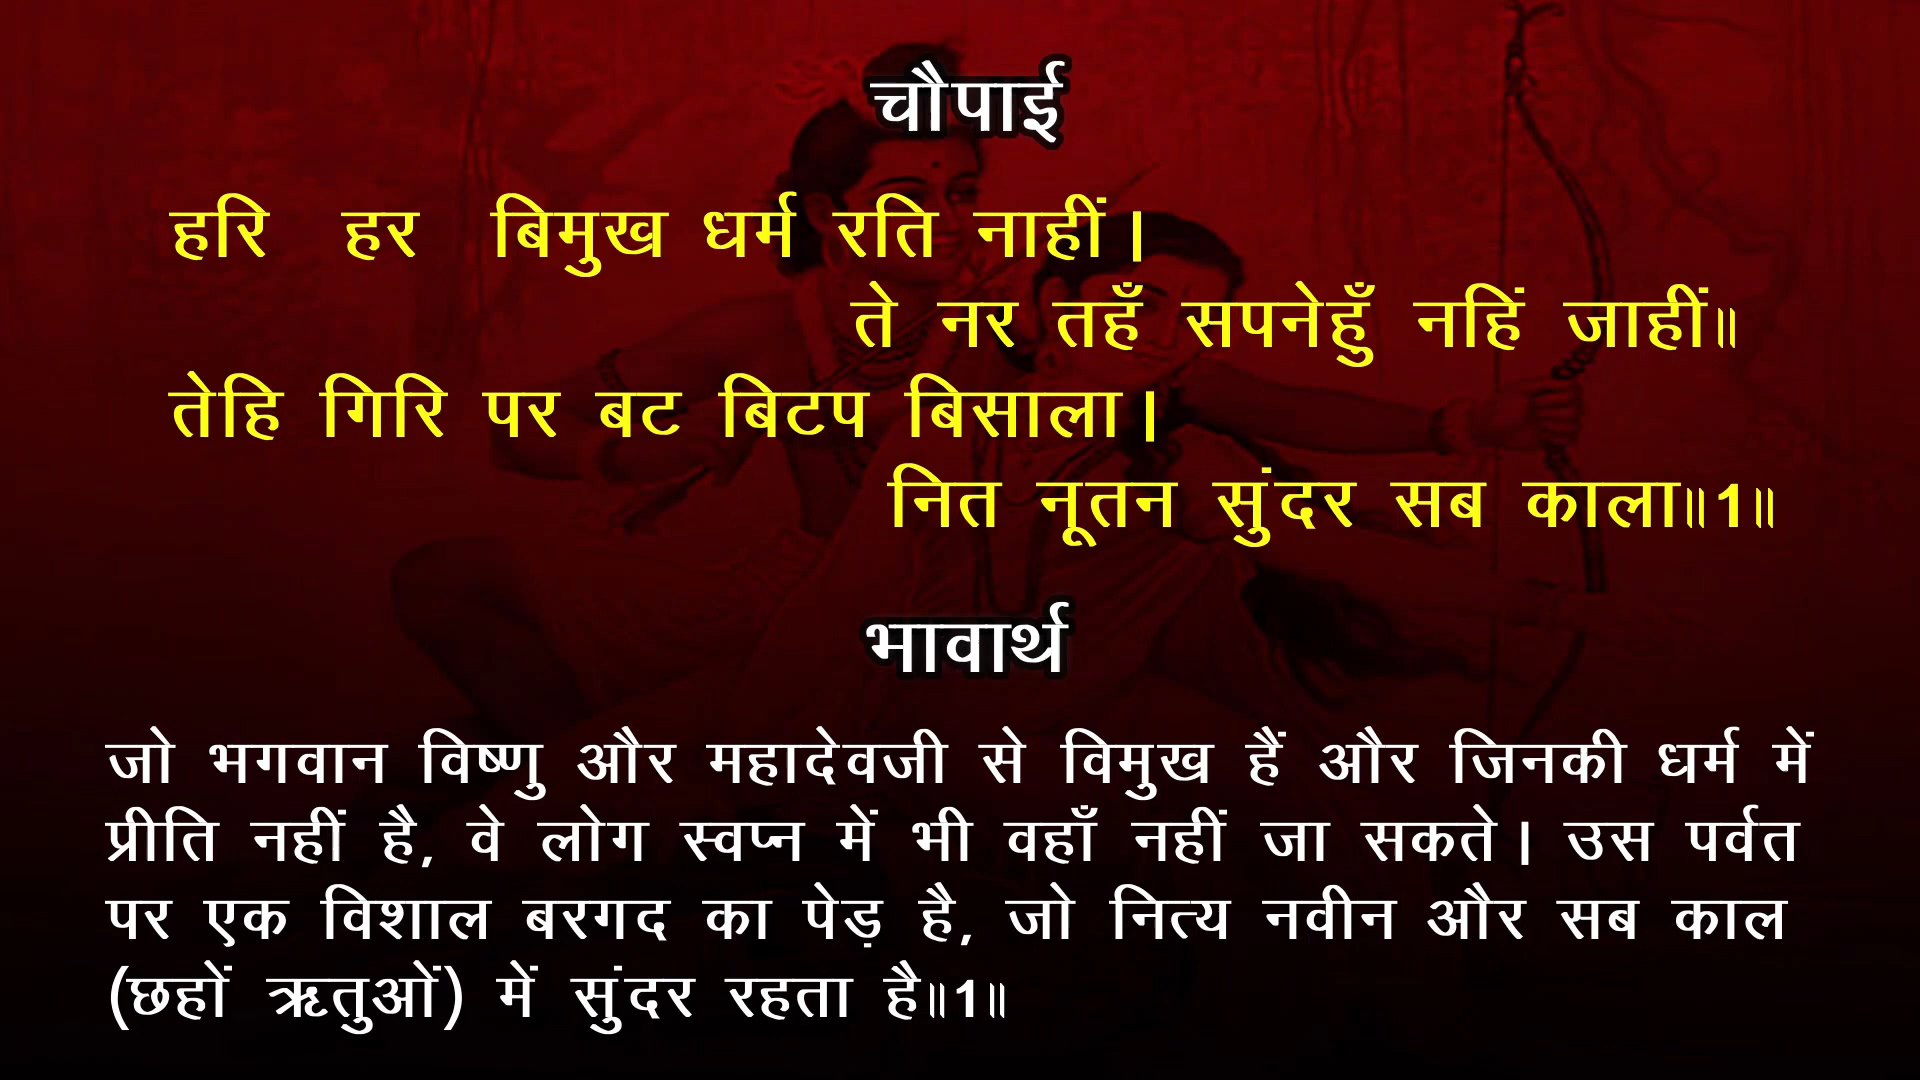 चौपाई
हरि हर बिमुख धर्म रति नाहीं।
ते नर तहँ सपनेहुँ नहिं जाहीं॥
तेहि गिरि पर बट बिटप बिसाला।
नित नूतन सुंदर सब काला॥1॥
भावार्थ
जो भगवान विष्णु और महादेवजी से विमुख हैं और जिनकी धर्म में
प्रीति नहीं है, वे लोग स्वप्न में भी वहाँ नहीं जा सकते। उस पर्वत
पर एक विशाल बरगद का पेड़ है, जो नित्य नवीन और सब काल
(छहों ऋतुओं) में सुंदर रहता है॥1॥